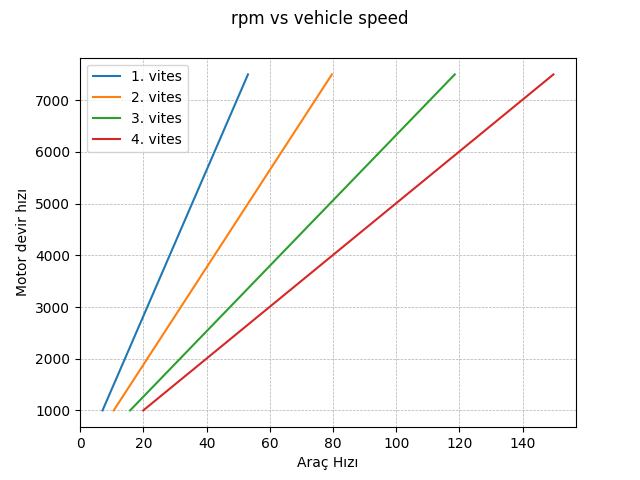 rpm vs vehicle speed
1. vites
2. vites
3. vites
4. vites
7000
6000
5000
4000
3000
2000
1000
Motor devir hızı
0 20 40 60 80 100 120 140
Araç Hızı